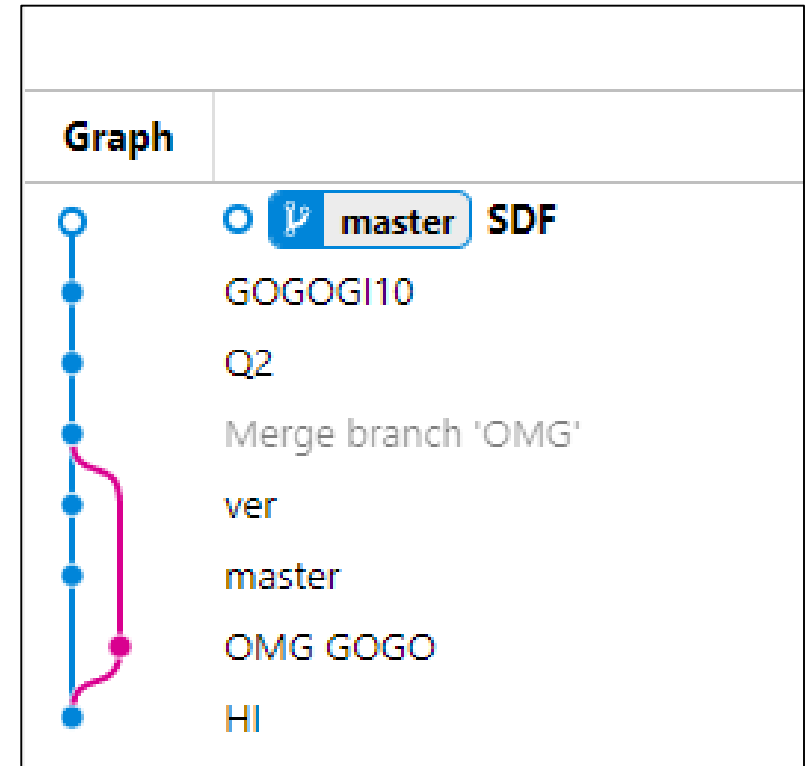 Graph
master SDF
GOGOGI10
Q2
Merge branch 'OMG'
ver
master
OMG GOGO
HI